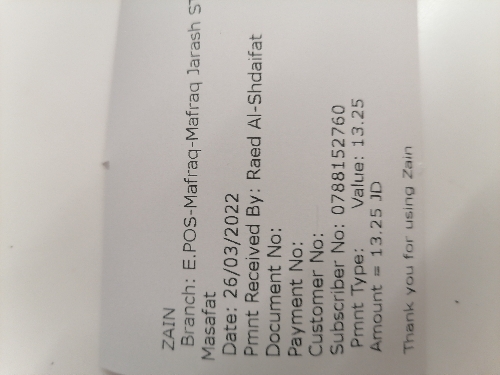 ZAIN
Branch: E.POS-Mafraq-Mafraq Jarash
Masafat
Date: 26/03/2022
Pmnt Received By: Raed Al-Shdaifat
Document No:
Payment No:
Customer No:
Subscriber No: 0788152760
Pmnt Type: Value: 13.25
Amount = 13.25 JD
Thank you for using Zain